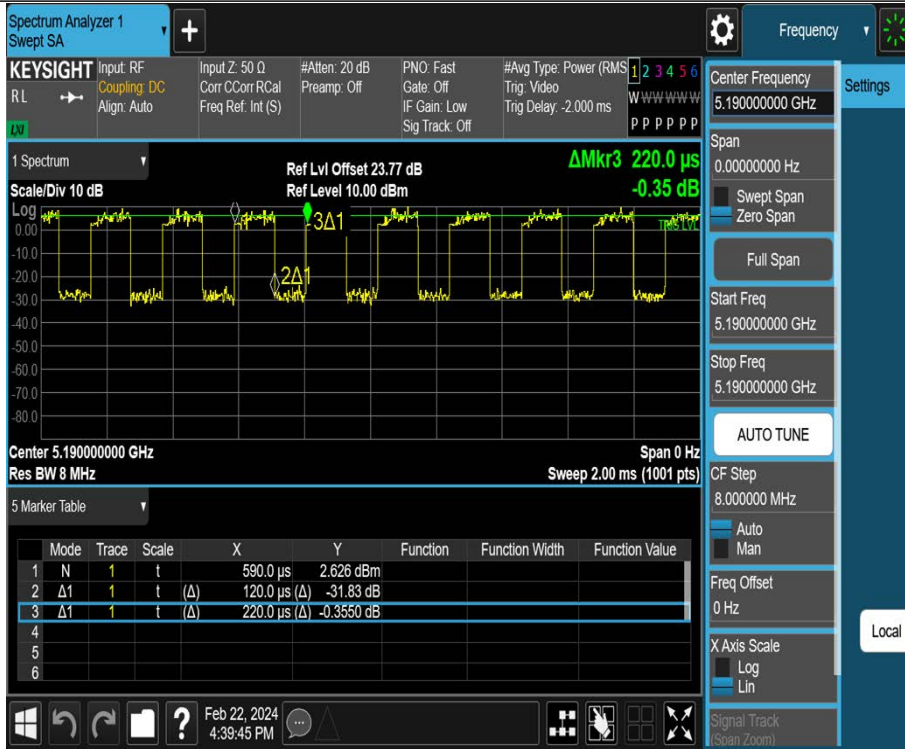 Spectrum Analyzer 1
Swept SA
+
Frequency
KEYSIGHT
RL
LXI
Input: RF
Coupling: DC
Align: Auto
Input Z: 50 Ω
Corr CCorr RCal
Freq Ref: Int (S)
#Atten: 20 dB
Preamp: Off
PNO: Fast
Gate: Off
IF Gain: Low
Sig Track: Off
#Avg Type: Power (RMS
Trig: Video
Trig Delay: -2.000 ms
1 2 3 4 5 6
W W W W W W
P P P P P P
1 Spectrum
Scale/Div 10 dB
Ref Lvl Offset 23.77 dB
Ref Level 10.00 dBm
ΔMkr3 220.0 µs
-0.35 dB
Log
0.00
-10.0
-20.0
-30.0
-40.0
-50.0
-60.0
-70.0
-80.0
1
3Δ1
2Δ1
TRIG LVL
Center 5.190000000 GHz
Res BW 8 MHz
Span 0 Hz
Sweep 2.00 ms (1001 pts)
5 Marker Table
Mode Trace Scale X Y Function Function Width Function Value
1 N 1 t 590.0 µs 2.626 dBm
2 Δ1 1 t (Δ) 120.0 µs (Δ) -31.83 dB
3 Δ1 1 t (Δ) 220.0 µs (Δ) -0.3550 dB
4
5
6
Feb 22, 2024
4:39:45 PM
?
Center Frequency
5.190000000 GHz
Span
0.00000000 Hz
Swept Span
Zero Span
Full Span
Start Freq
5.190000000 GHz
Stop Freq
5.190000000 GHz
AUTO TUNE
CF Step
8.000000 MHz
Auto
Man
Freq Offset
0 Hz
X Axis Scale
Log
Lin
Signal Track
(Span Zoom)
Settings
Local